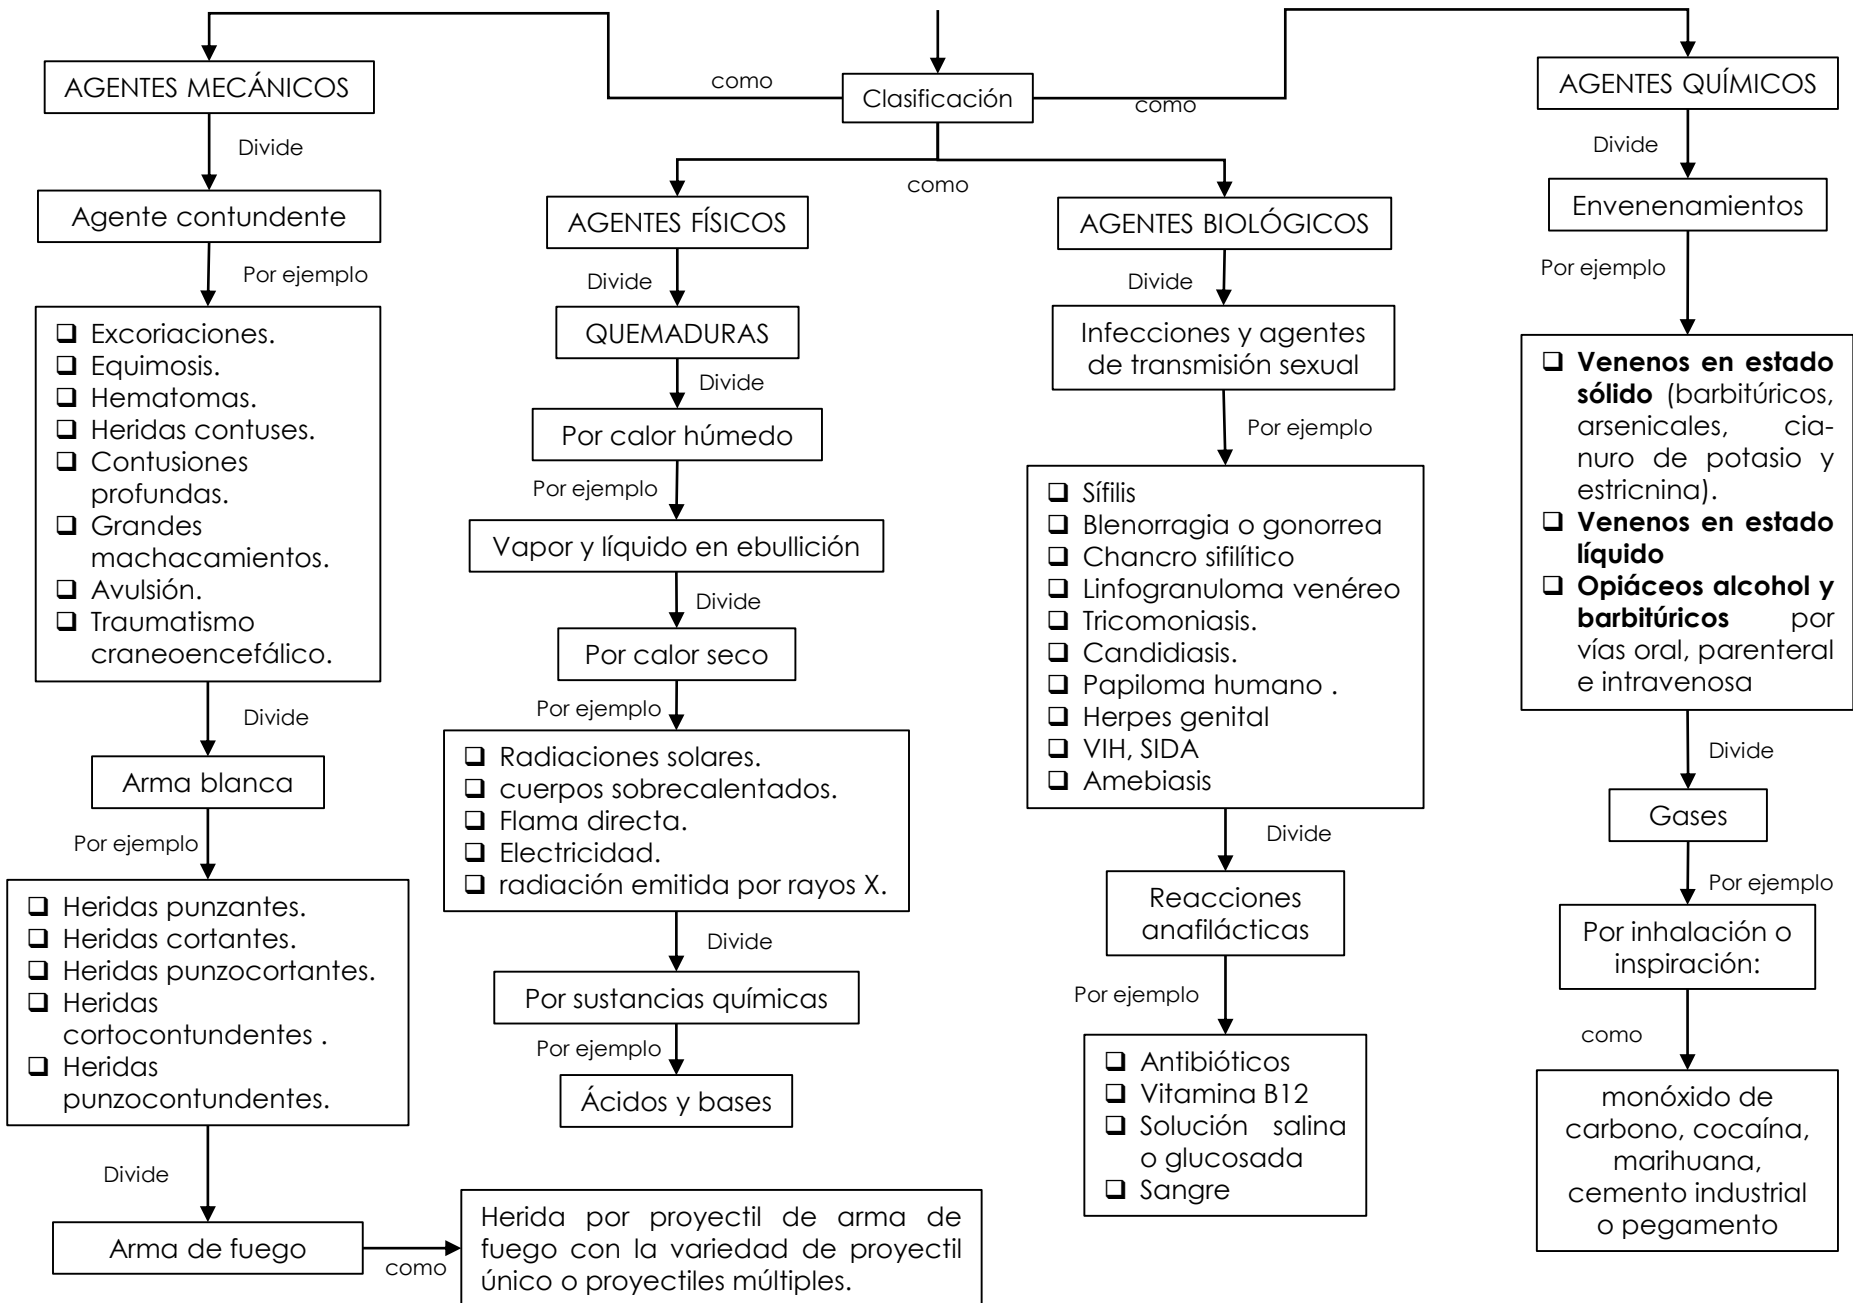 Clasificación
como
como
como
AGENTES MECÁNICOS
Divide
Agente contundente
Por ejemplo
❑ Excoriaciones.
❑ Equimosis.
❑ Hematomas.
❑ Heridas contuses.
❑ Contusiones
profundas.
❑ Grandes
machacamientos.
❑ Avulsión.
❑ Traumatismo
craneoencefálico.
Divide
Arma blanca
Por ejemplo
❑ Heridas punzantes.
❑ Heridas cortantes.
❑ Heridas punzocortantes.
❑ Heridas
cortocontundentes .
❑ Heridas
punzocontundentes.
Divide
Arma de fuego
como
Herida por proyectil de arma de
fuego con la variedad de proyectil
único o proyectiles múltiples.
AGENTES FÍSICOS
Divide
QUEMADURAS
Divide
Por calor húmedo
Por ejemplo
Vapor y líquido en ebullición
Divide
Por calor seco
Por ejemplo
❑ Radiaciones solares.
❑ cuerpos sobrecalentados.
❑ Flama directa.
❑ Electricidad.
❑ radiación emitida por rayos X.
Divide
Por sustancias químicas
Por ejemplo
Ácidos y bases
AGENTES BIOLÓGICOS
Divide
Infecciones y agentes
de transmisión sexual
Por ejemplo
❑ Sífilis
❑ Blenorragia o gonorrea
❑ Chancro sifilítico
❑ Linfogranuloma venéreo
❑ Tricomoniasis.
❑ Candidiasis.
❑ Papiloma humano .
❑ Herpes genital
❑ VIH, SIDA
❑ Amebiasis
Divide
Reacciones
anafilácticas
Por ejemplo
❑ Antibióticos
❑ Vitamina B12
❑ Solución salina
o glucosada
❑ Sangre
AGENTES QUÍMICOS
Divide
Envenenamientos
Por ejemplo
❑ Venenos en estado
sólido (barbitúricos,
arsenicales, cia-
nuro de potasio y
estricnina).
❑ Venenos en estado
líquido
❑ Opiáceos alcohol y
barbitúricos por
vías oral, parenteral
e intravenosa
Divide
Gases
Por ejemplo
Por inhalación o
inspiración:
como
monóxido de
carbono, cocaína,
marihuana,
cemento industrial
o pegamento